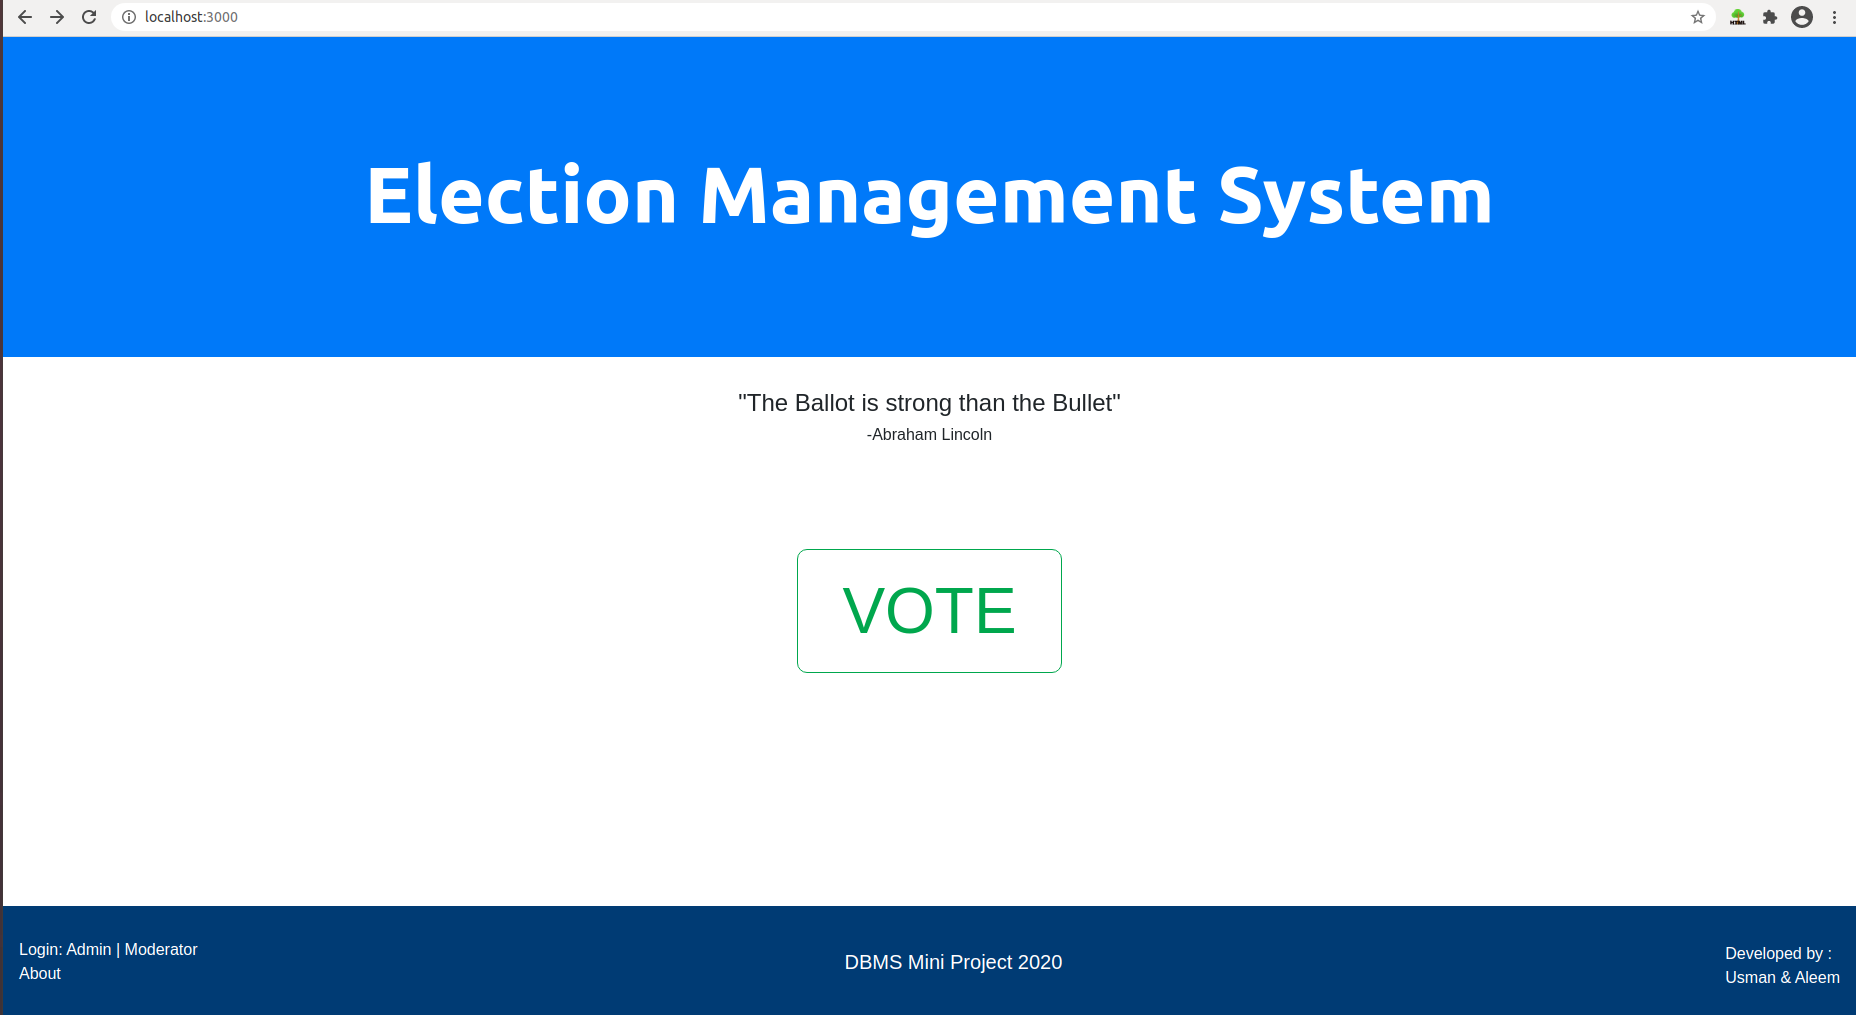 localhost:3000
HTML
Election Management System
"The Ballot is strong than the Bullet"
-Abraham Lincoln
VOTE
Login: Admin | Moderator
About
DBMS Mini Project 2020
Developed by :
Usman & Aleem